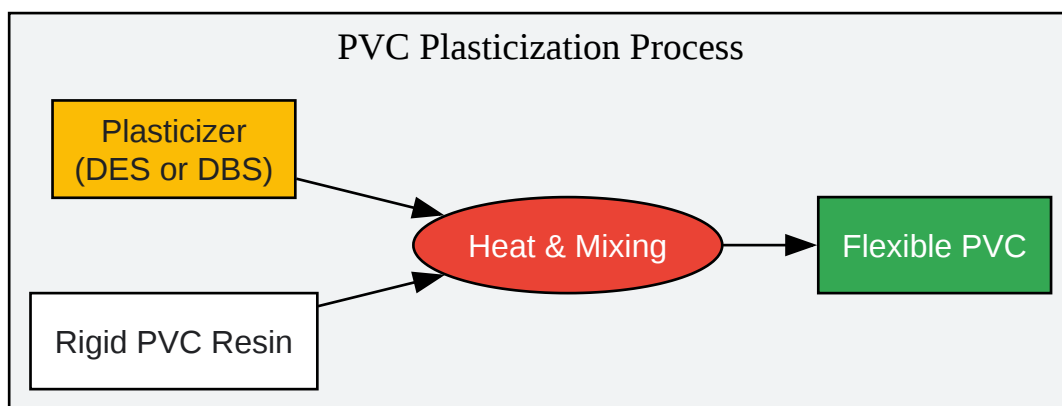 PVC Plasticization Process
Plasticizer
(DES or DBS)
Heat & Mixing
Flexible PVC
Rigid PVC Resin